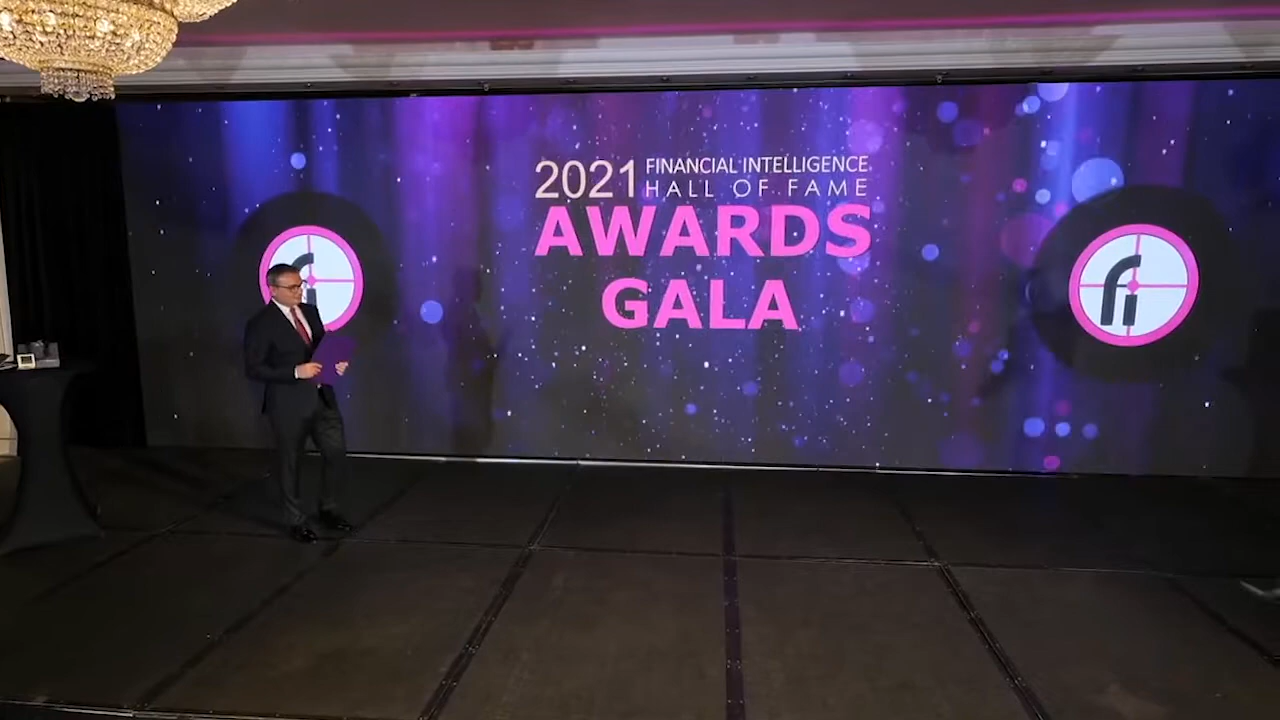 2021 FINANCIAL INTELLIGENCE
HALL OF FAME
AWARDS
GALA
fi
fi